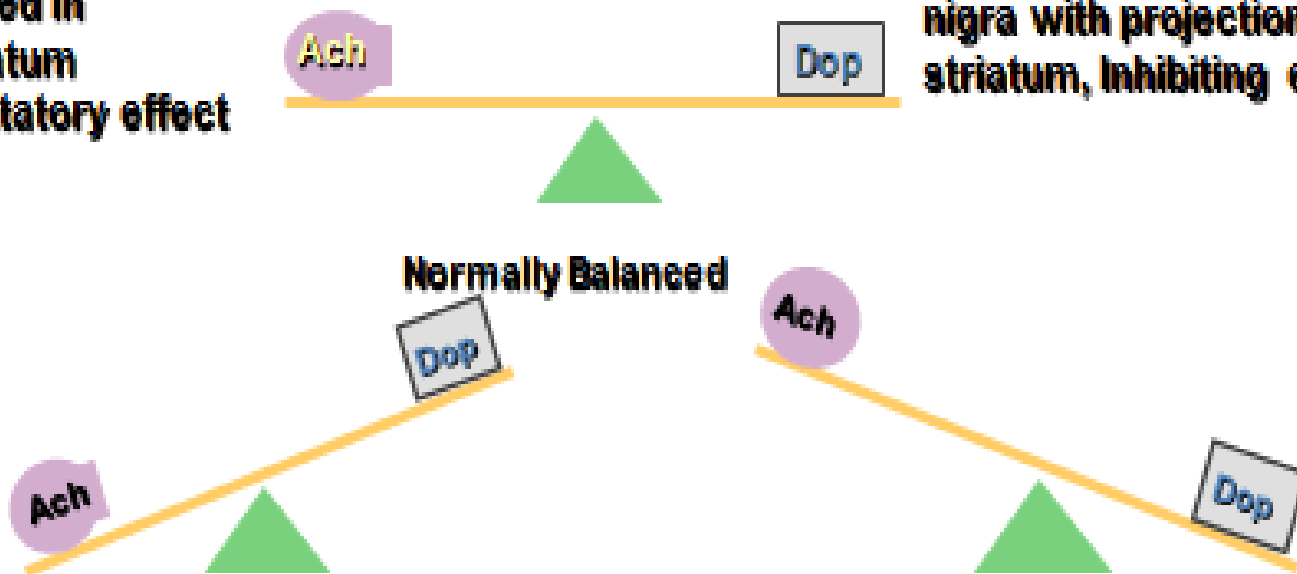 ed in
tum
tatory effect
Ach
Dop
nigra with projection
striatum, Inhibiting
Normally Balanced
Dop
Ach
Ach
Dop